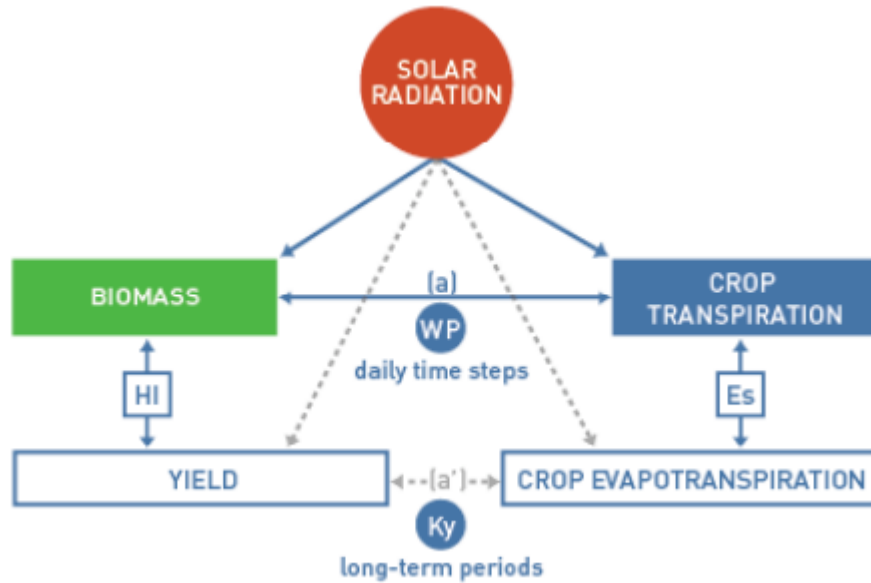 SOLAR
RADIATION
BIOMASS
(a)
WP
daily time steps
CROP
TRANSPIRATION
HI
Es
YIELD
(a')
CROP EVAPOTRANSPIRATION
Ky
long-term periods